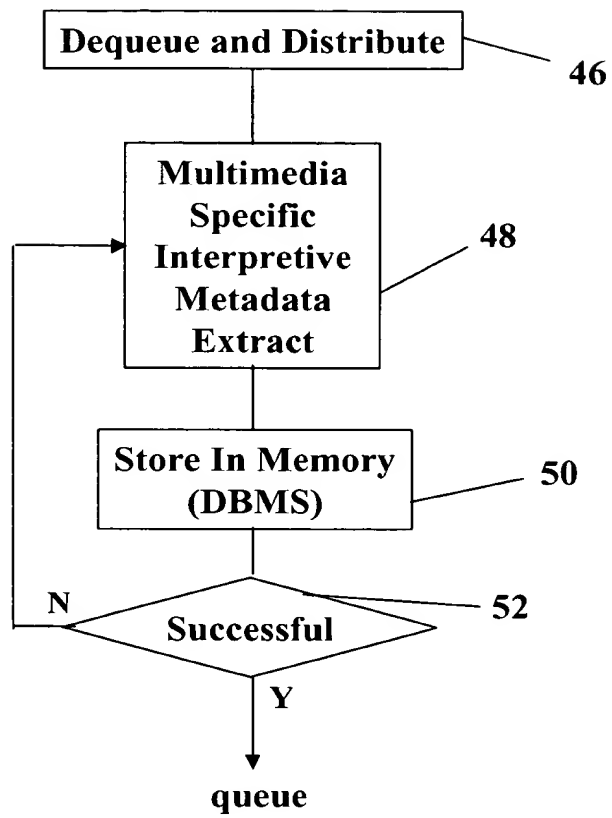 Dequeue and Distribute
46
Multimedia
Specific
Interpretive
Metadata
Extract
48
Store In Memory
(DBMS)
50
N
52
Successful
Y
queue